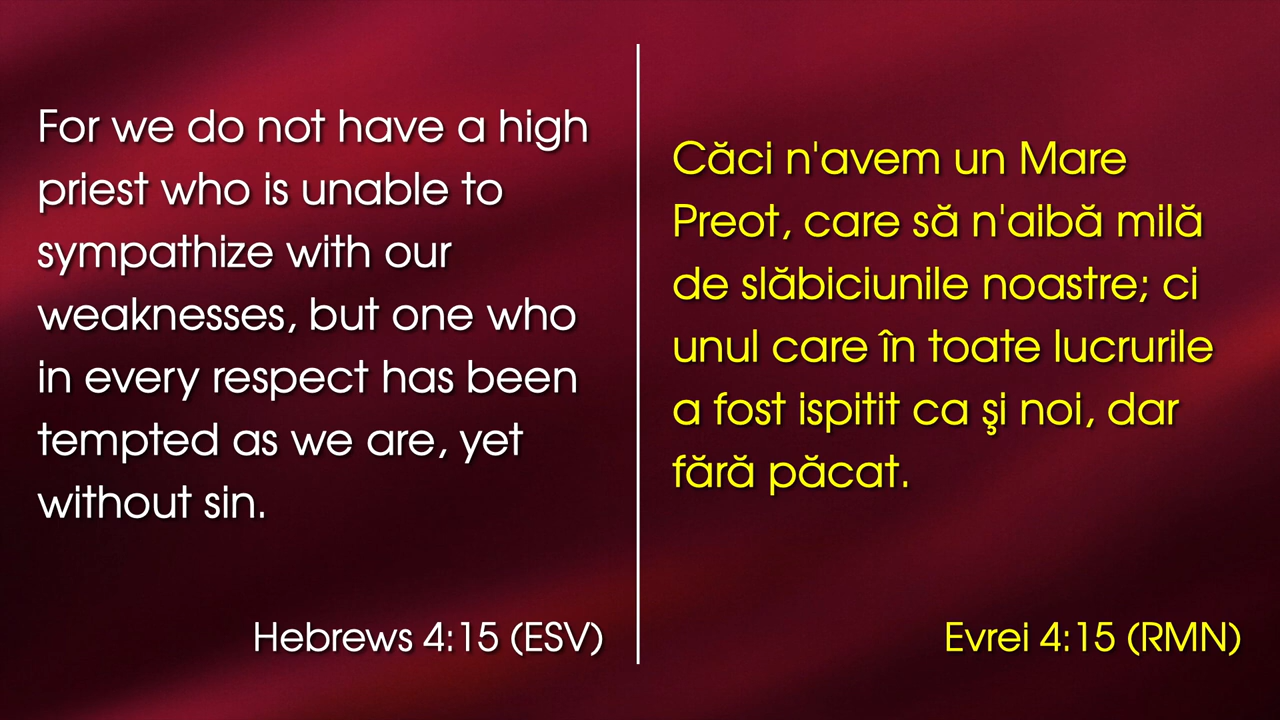 For we do not have a high
priest who is unable to
sympathize with our
weaknesses, but one who
in every respect has been
tempted as we are, yet
without sin.
Hebrews 4:15 (ESV)
Căci n'avem un Mare
Preot, care să n'aibă milă
de slăbiciunile noastre; ci
unul care în toate lucrurile
a fost ispitit ca şi noi, dar
fără păcat.
Evrei 4:15 (RMN)